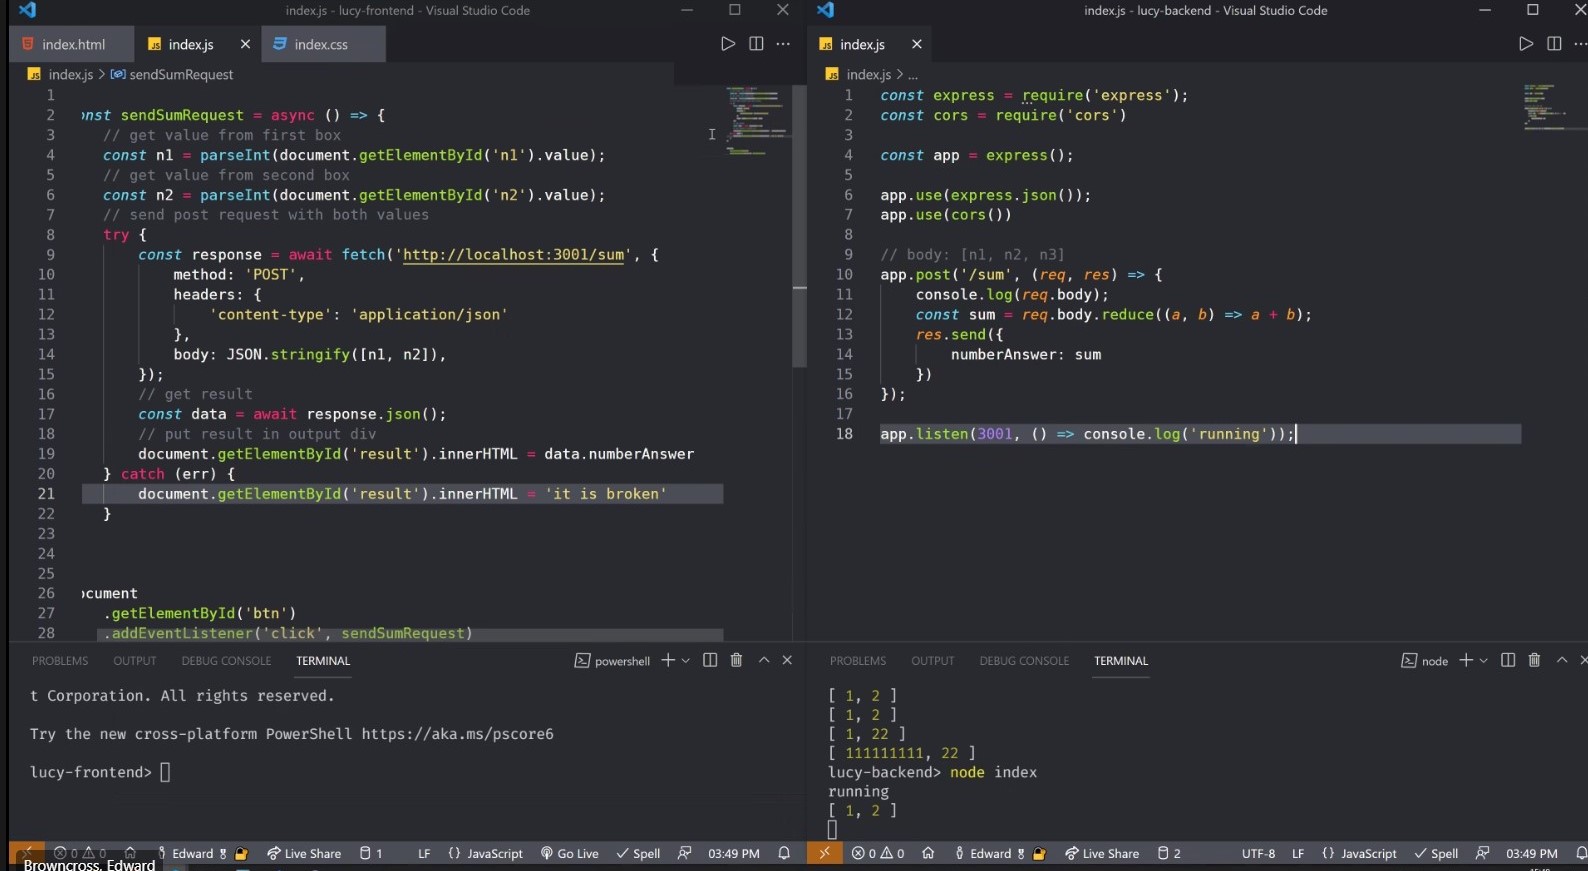 index.js - lucy-frontend - Visual Studio Code
index.html
index.js
index.css
index.js > sendSumRequest
1
2 onst sendSumRequest = async () => {
3 // get value from first box
4 const n1 = parseInt(document.getElementById('n1').value);
5 // get value from second box
6 const n2 = parseInt(document.getElementById('n2').value);
7 // send post request with both values
8 try {
9 const response = await fetch('http://localhost:3001/sum', {
10 method: 'POST',
11 headers: {
12 'content-type': 'application/json'
13 },
14 body: JSON.stringify([n1, n2]),
15 });
16 // get result
17 const data = await response.json();
18 // put result in output div
19 document.getElementById('result').innerHTML = data.numberAnswer
20 } catch (err) {
21 document.getElementById('result').innerHTML = 'it is broken'
22 }
23
24
25
26 ocument
27 .getElementById('btn')
28 .addEventListener('click', sendSumRequest)
PROBLEMS OUTPUT DEBUG CONSOLE TERMINAL powershell
t Corporation. All rights reserved.
Try the new cross-platform PowerShell https://aka.ms/pscore6
lucy-frontend>
0 0 Edward Live Share 1 LF {} JavaScript Go Live Spell 03:49 PM
Browncross, Edward
index.js - lucy-backend - Visual Studio Code
JS index.js
JS index.js > ...
1 const express = require('express');
2 const cors = require('cors')
3
4 const app = express();
5
6 app.use(express.json());
7 app.use(cors())
8
9 // body: [n1, n2, n3]
10 app.post('/sum', (req, res) => {
11 console.log(req.body);
12 const sum = req.body.reduce((a, b) => a + b);
13 res.send({
14 numberAnswer: sum
15 })
16 });
17
18 app.listen(3001, () => console.log('running'));
PROBLEMS OUTPUT DEBUG CONSOLE TERMINAL node
[ 1, 2 ]
[ 1, 2 ]
[ 1, 22 ]
[ 111111111, 22 ]
lucy-backend> node index
running
[ 1, 2 ]
0 0 Edward Live Share 2 UTF-8 LF {} JavaScript Spell 03:49 PM